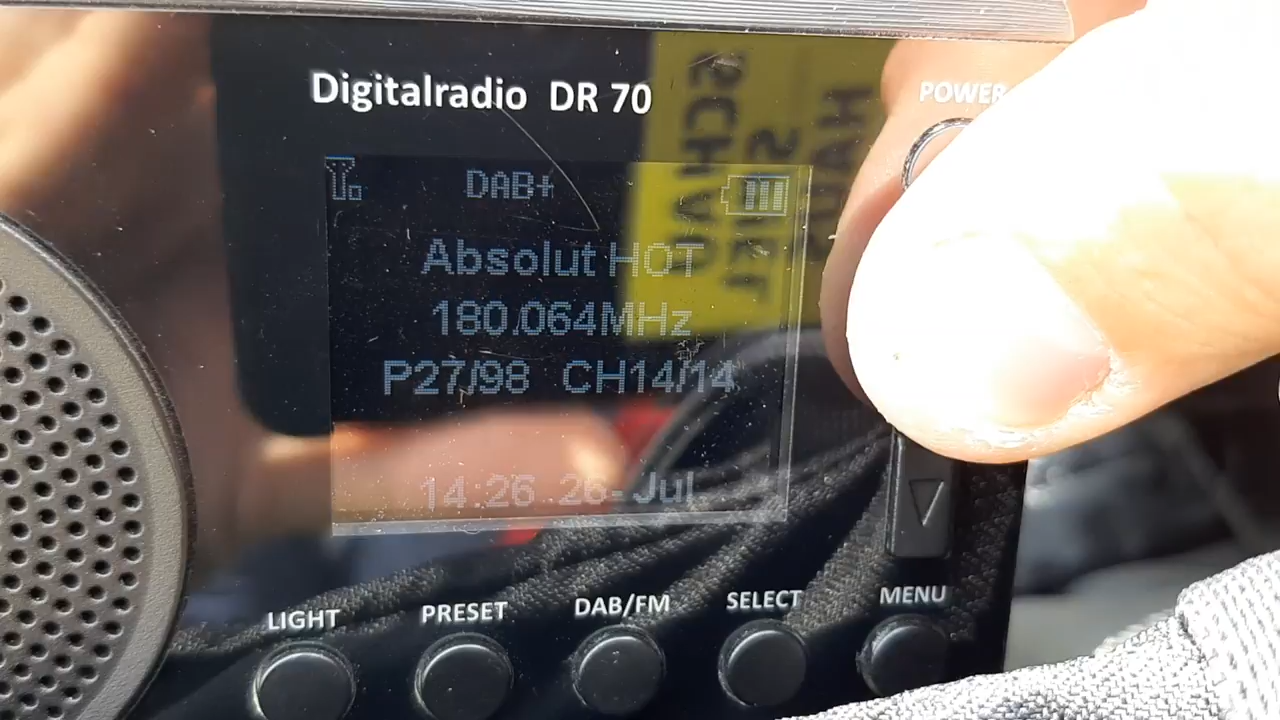 Digitalradio DR 70
POWER
DAB+
Absolut HOT
180.064MHz
P27/98 CH14/14
14:26 26-Jul
LIGHT
PRESET
DAB/FM
SELECT
MENU